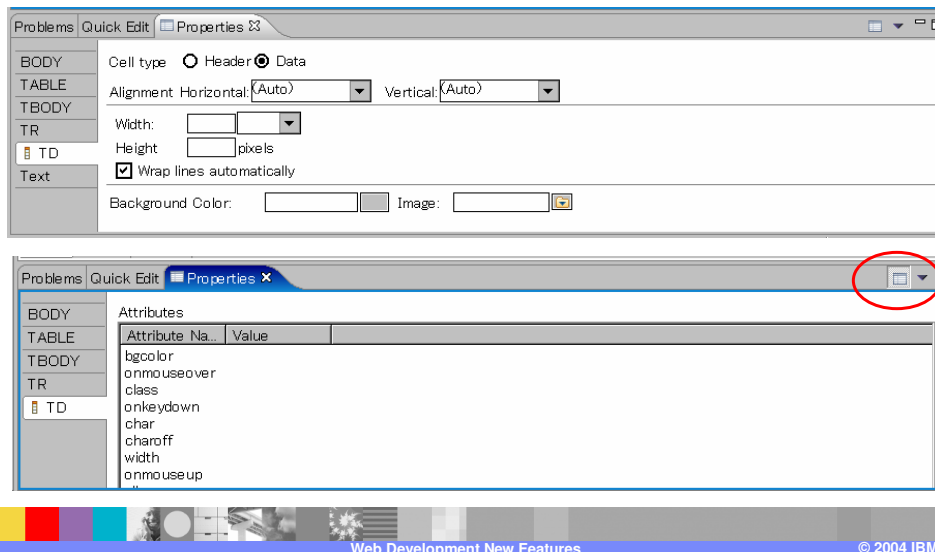 Problems Quick Edit Properties
BODY
TABLE
TBODY
TR
TD
Text
Cell type Header Data
Alignment Horizontal: (Auto) Vertical: (Auto)
Width:
Height pixels
Wrap lines automatically
Background Color: Image:
Problems Quick Edit Properties
BODY
TABLE
TBODY
TR
TD
Attributes
Attribute Na... Value
bgcolor
onmouseover
class
onkeydown
char
charoff
width
onmouseup
Web Development New Features © 2004 IBM